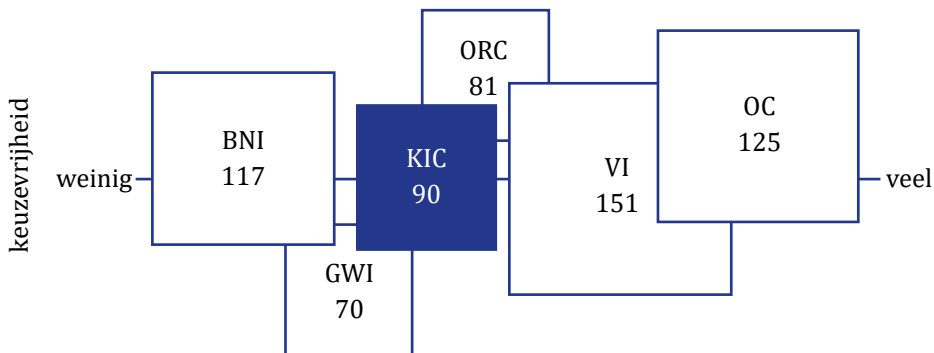 keuzevrijheid
weinig
BNI
117
GWI
70
KIC
90
ORC
81
VI
151
OC
125
veel